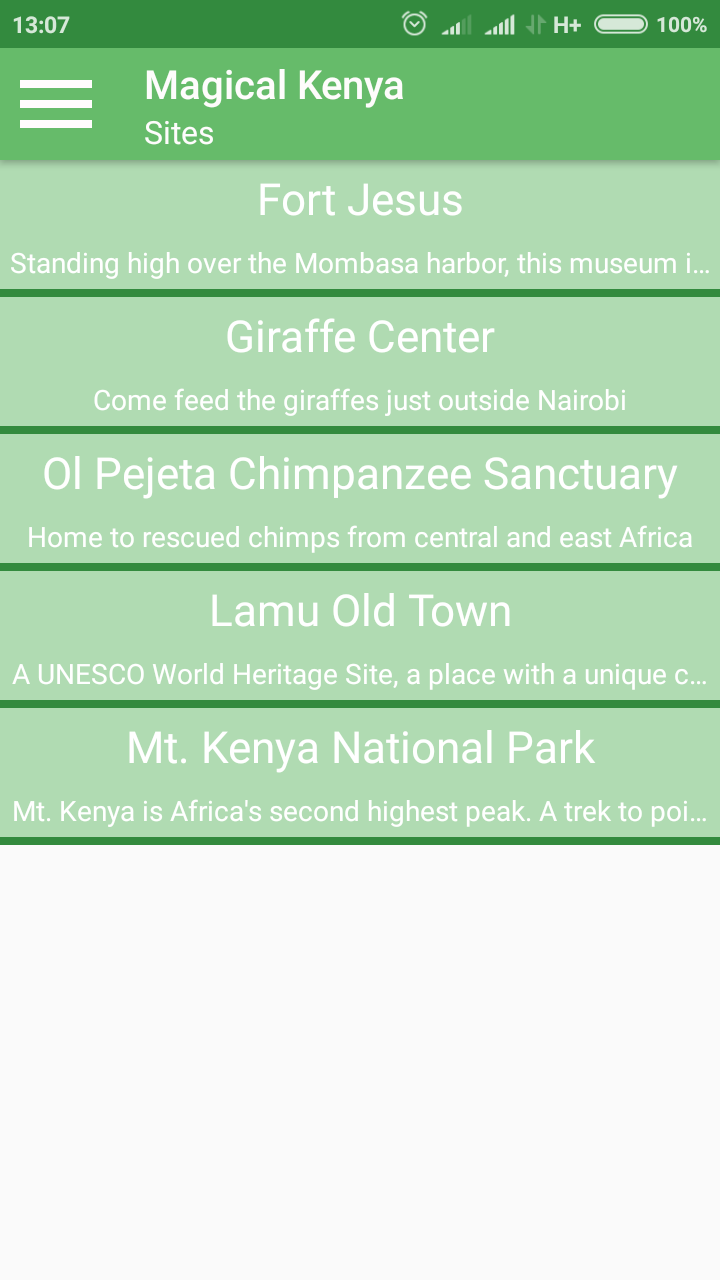 13:07 H+ 100%
Magical Kenya
Sites
Fort Jesus
Standing high over the Mombasa harbor, this museum i...
Giraffe Center
Come feed the giraffes just outside Nairobi
Ol Pejeta Chimpanzee Sanctuary
Home to rescued chimps from central and east Africa
Lamu Old Town
A UNESCO World Heritage Site, a place with a unique c...
Mt. Kenya National Park
Mt. Kenya is Africa's second highest peak. A trek to poi...